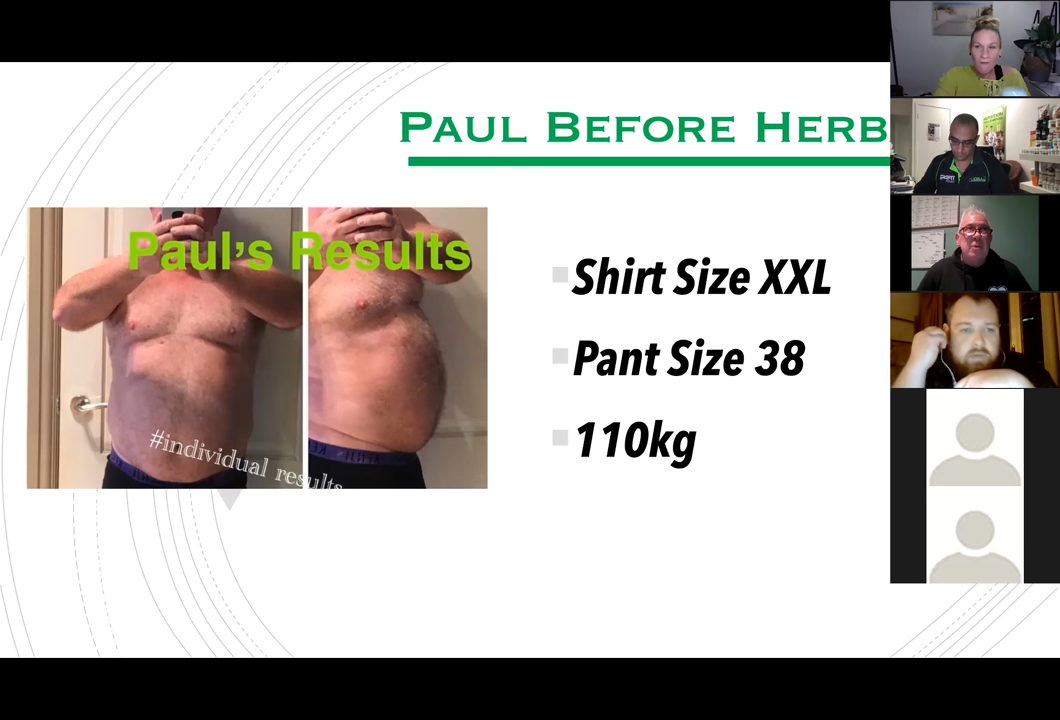 PAUL BEFORE HERB
Paul's Results
#individual results
Shirt Size XXL
Pant Size 38
110kg